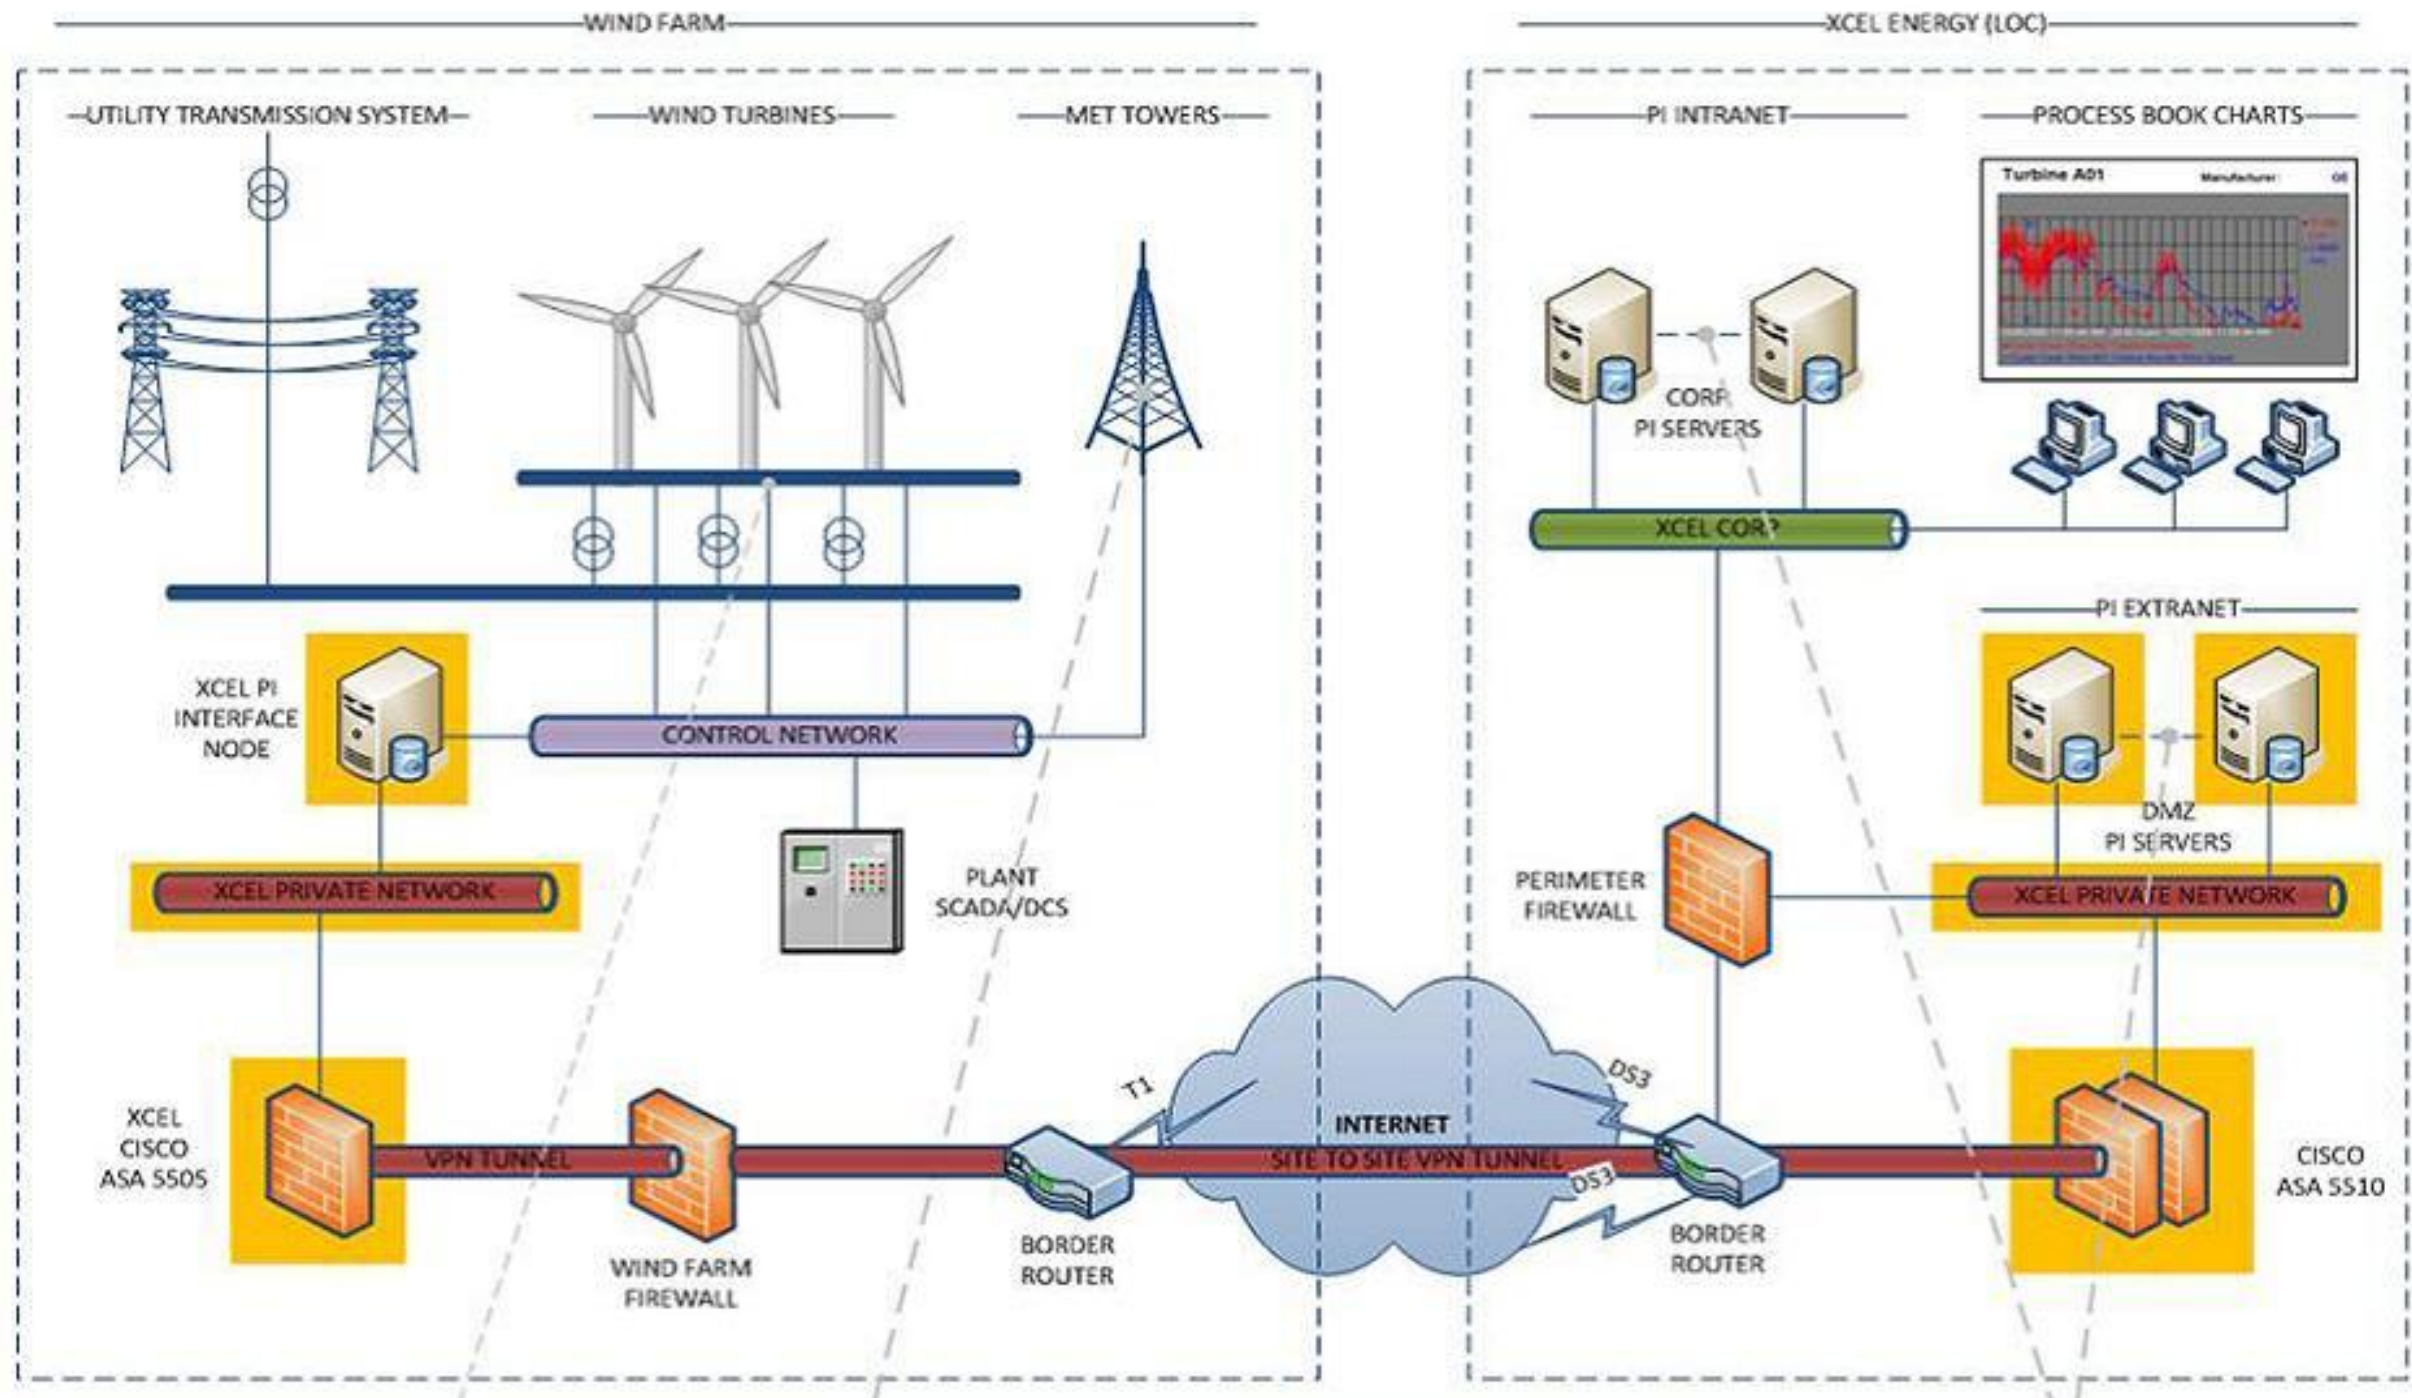 WIND FARM
XCEL ENERGY (LOC)
UTILITY TRANSMISSION SYSTEM
WIND TURBINES
MET TOWERS
PI INTRANET
PROCESS BOOK CHARTS
Turbine A01
Manufacturer
CORP
PI SERVERS
XCEL CORP
PI EXTRANET
XCEL PI
INTERFACE
NODE
CONTROL NETWORK
DMZ
PI SERVERS
XCEL PRIVATE NETWORK
PLANT
SCADA/DCS
PERIMETER
FIREWALL
XCEL PRIVATE NETWORK
T1
DS3
INTERNET
XCEL
CISCO
ASA 5505
VPN TUNNEL
SITE TO SITE VPN TUNNEL
DS3
CISCO
ASA 5510
WIND FARM
FIREWALL
BORDER
ROUTER
BORDER
ROUTER